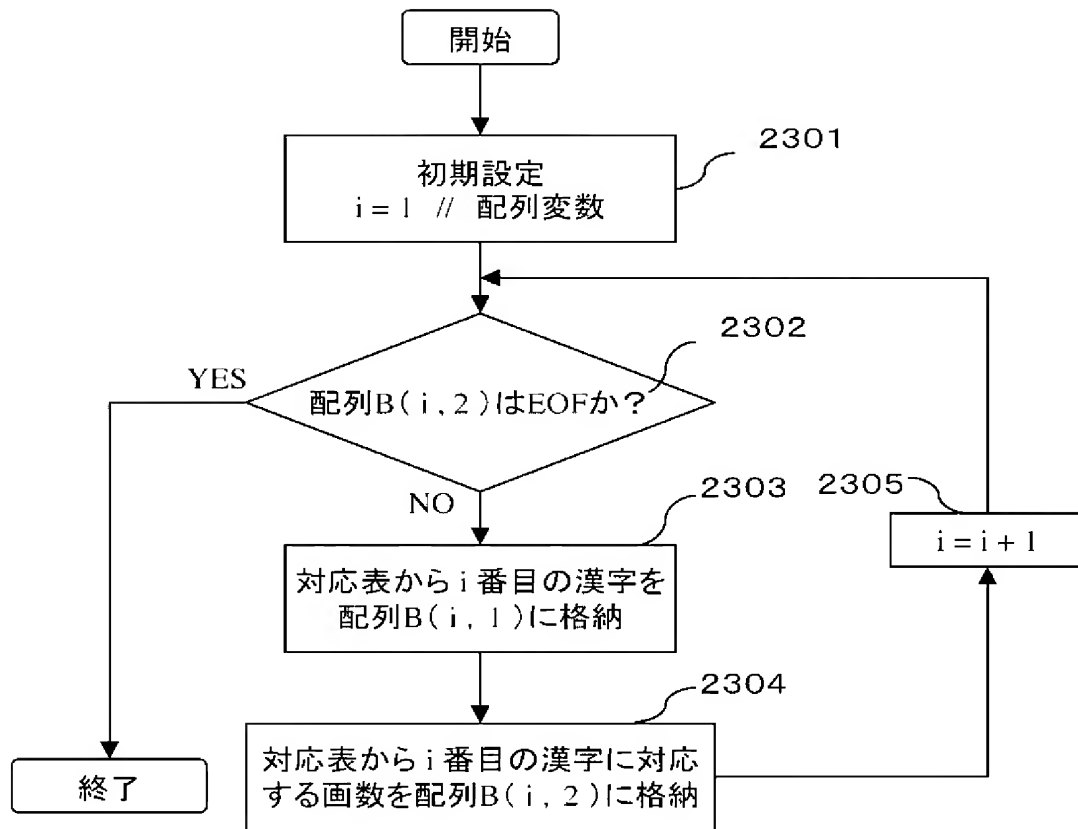 開始
2301
初期設定
i = 1 // 配列変数
2302
YES
配列B(i,2)はEOFか?
NO
2303
2305
i = i + 1
対応表からi番目の漢字を
配列B(i,1)に格納
2304
対応表からi番目の漢字に対応
する画数を配列B(i,2)に格納
終了